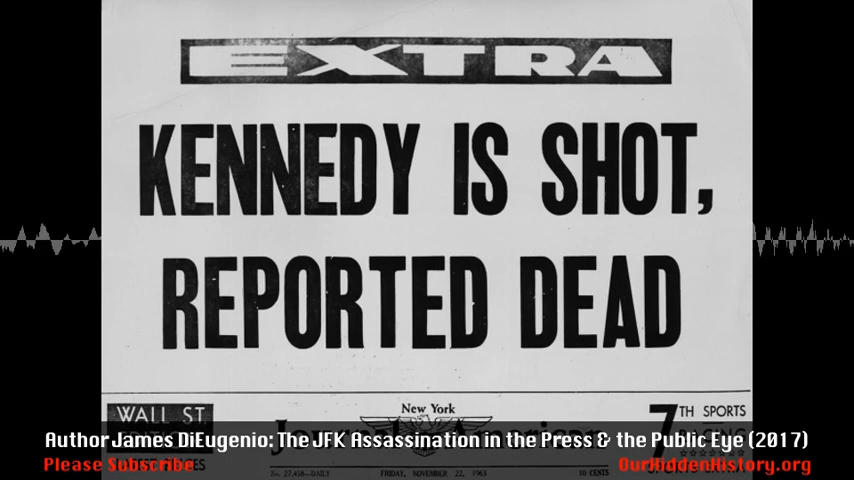 EXTRA
KENNEDY IS SHOT,
REPORTED DEAD
WALL ST
New York
7TH SPORTS
Author James DiEugenio: The JFK Assassination in the Press & the Public Eye (2017)
Please Subscribe
OurHiddenHistory.org
FRIDAY, NOVEMBER 22, 1963
10 CENTS